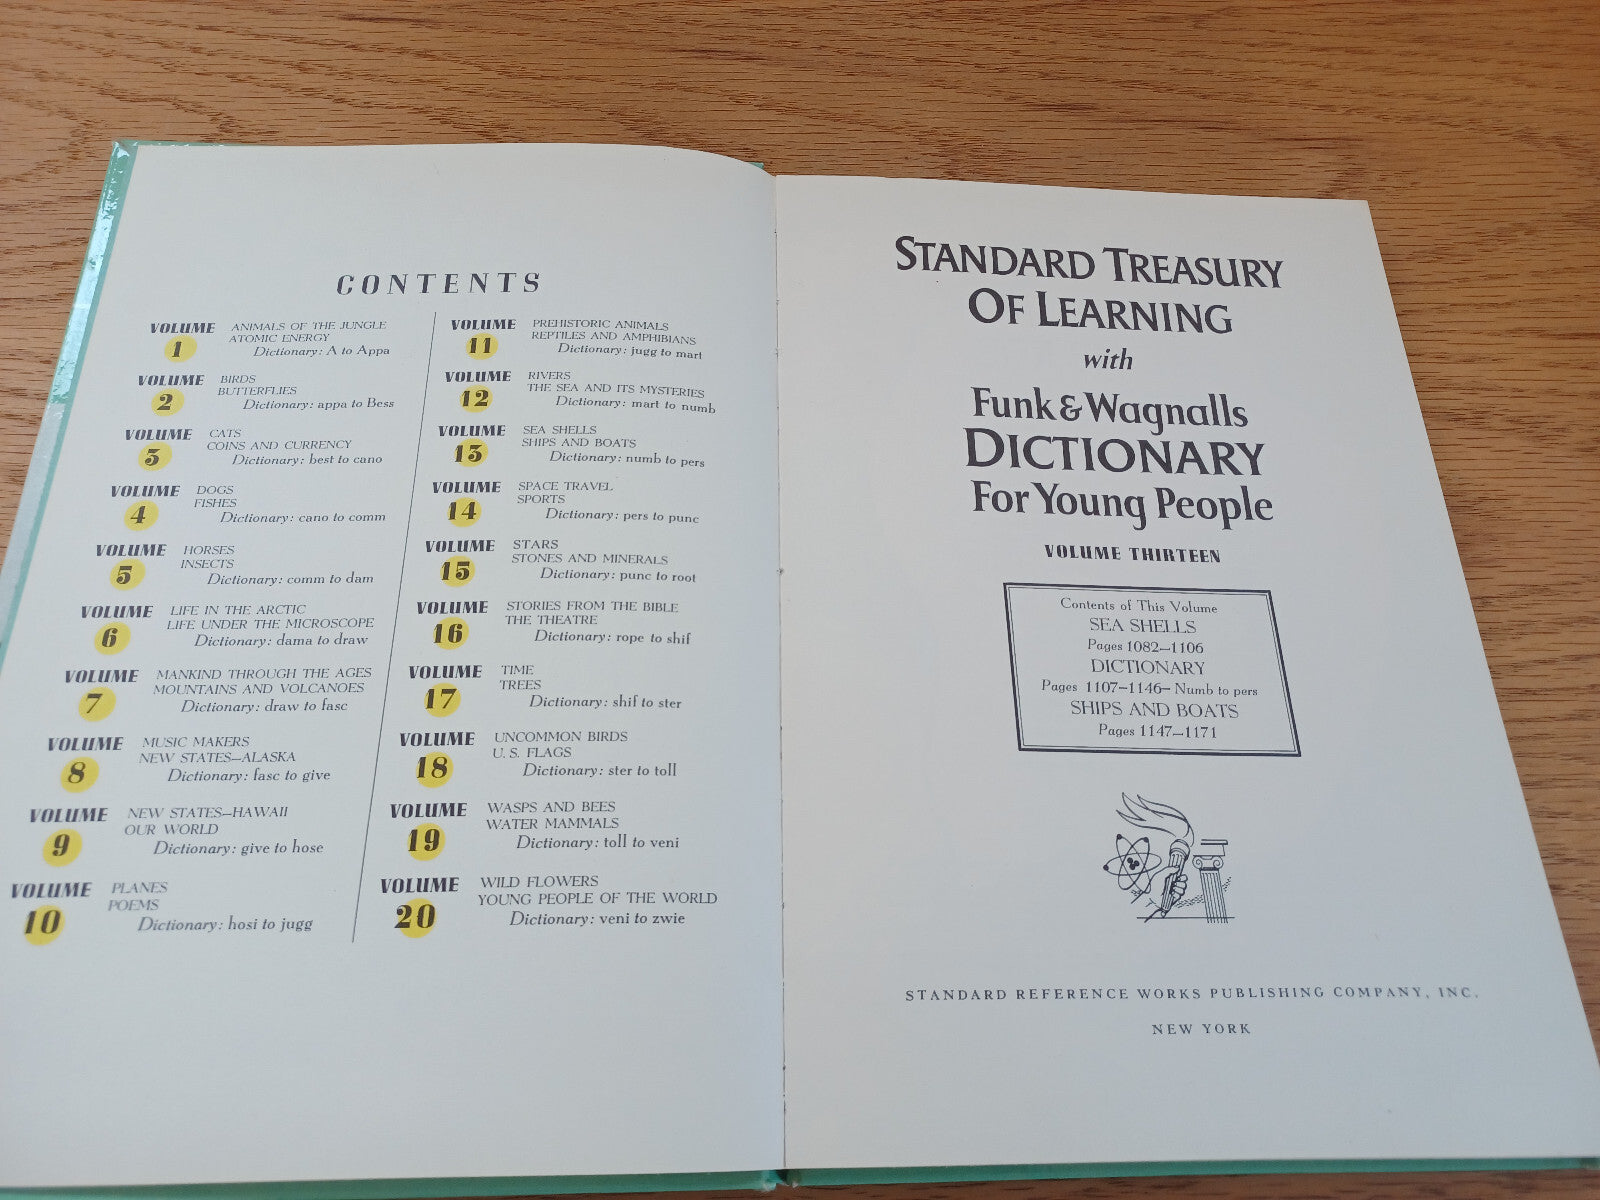 CONTENTS
VOLUME 1
ANIMALS OF THE JUNGLE
ATOMIC ENERGY
Dictionary: A to Appa
VOLUME 2
BIRDS
BUTTERFLIES
Dictionary: appa to Bess
VOLUME 3
CATS
COINS AND CURRENCY
Dictionary: best to cano
VOLUME 4
DOGS
FISHES
Dictionary: cano to comm
VOLUME 5
HORSES
INSECTS
Dictionary: comm to dam
VOLUME 6
LIFE IN THE ARCTIC
LIFE UNDER THE MICROSCOPE
Dictionary: dama to draw
VOLUME 7
MANKIND THROUGH THE AGES
MOUNTAINS AND VOLCANOES
Dictionary: draw to fasc
VOLUME 8
MUSIC MAKERS
NEW STATES—ALASKA
Dictionary: fasc to give
VOLUME 9
NEW STATES—HAWAII
OUR WORLD
Dictionary: give to hose
VOLUME 10
PLANES
POEMS
Dictionary: hosi to jugg
VOLUME 11
PREHISTORIC ANIMALS
REPTILES AND AMPHIBIANS
Dictionary: jugg to mart
VOLUME 12
RIVERS
THE SEA AND ITS MYSTERIES
Dictionary: mart to numb
VOLUME 13
SEA SHELLS
SHIPS AND BOATS
Dictionary: numb to pers
VOLUME 14
SPACE TRAVEL
SPORTS
Dictionary: pers to punc
VOLUME 15
STARS
STONES AND MINERALS
Dictionary: punc to root
VOLUME 16
STORIES FROM THE BIBLE
THE THEATRE
Dictionary: rope to shif
VOLUME 17
TIME
TREES
Dictionary: shif to ster
VOLUME 18
UNCOMMON BIRDS
U. S. FLAGS
Dictionary: ster to toll
VOLUME 19
WASPS AND BEES
WATER MAMMALS
Dictionary: toll to veni
VOLUME 20
WILD FLOWERS
YOUNG PEOPLE OF THE WORLD
Dictionary: veni to zwie
STANDARD TREASURY
OF LEARNING
with
Funk & Wagnalls
DICTIONARY
For Young People
VOLUME THIRTEEN
Contents of This Volume
SEA SHELLS
Pages 1082—1106
DICTIONARY
Pages 1107—1146— Numb to pers
SHIPS AND BOATS
Pages 1147—1171
STANDARD REFERENCE WORKS PUBLISHING COMPANY, INC.
NEW YORK